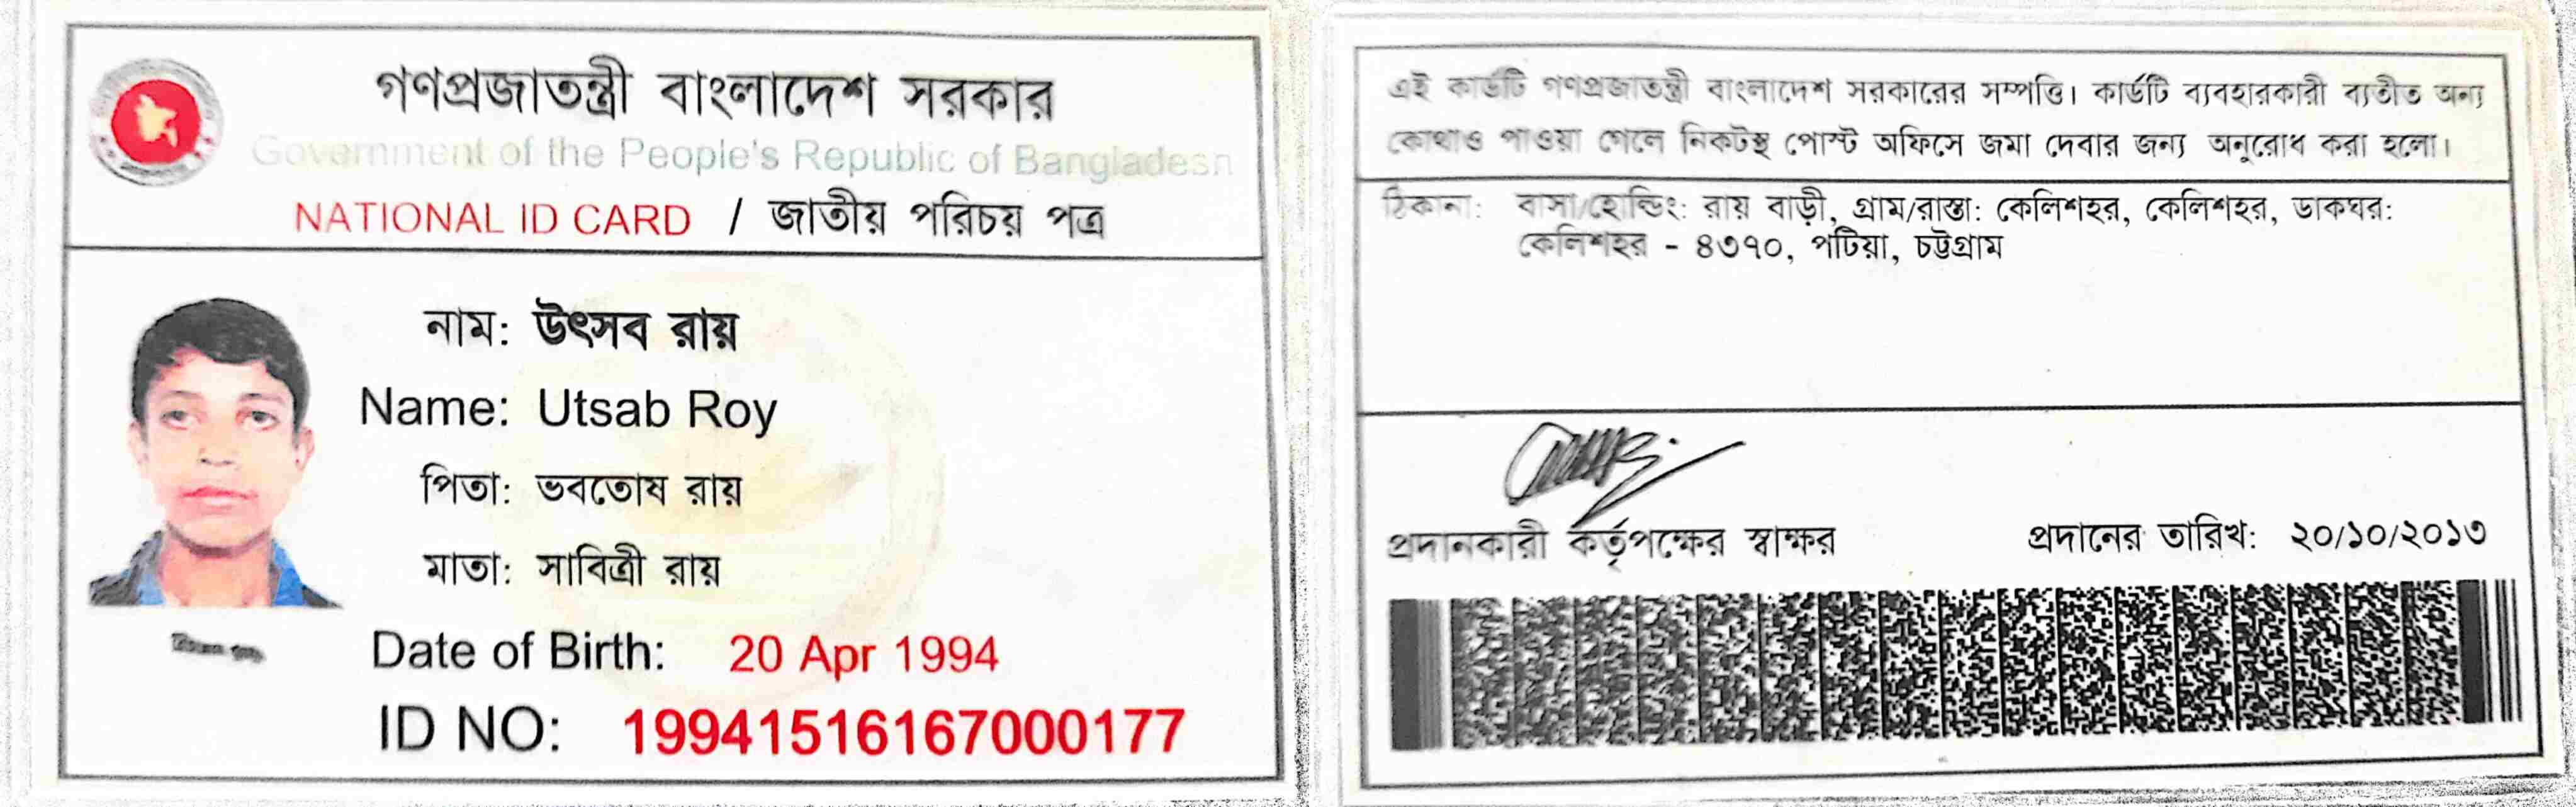 গণপ্রজাতন্ত্রী বাংলাদেশ সরকার
Government of the People's Republic of Bangladesh
NATIONAL ID CARD / জাতীয় পরিচয় পত্র
নাম: উৎসব রায়
Name: Utsab Roy
পিতা: ভবতোষ রায়
মাতা: সাবিত্রী রায়
Date of Birth: 20 Apr 1994
ID NO: 19941516167000177
এই কার্ডটি গণপ্রজাতন্ত্রী বাংলাদেশ সরকারের সম্পত্তি। কার্ডটি ব্যবহারকারী ব্যতীত অন্য
কোথাও পাওয়া গেলে নিকটস্থ পোস্ট অফিসে জমা দেবার জন্য অনুরোধ করা হলো।
ঠিকানা: বাসা/হোল্ডিং: রায় বাড়ী, গ্রাম/রাস্তা: কেলিশহর, কেলিশহর, ডাকঘর:
কেলিশহর - ৪৩৭০, পটিয়া, চট্টগ্রাম
প্রদানকারী কর্তৃপক্ষের স্বাক্ষর প্রদানের তারিখ: ২০/১০/২০১৩